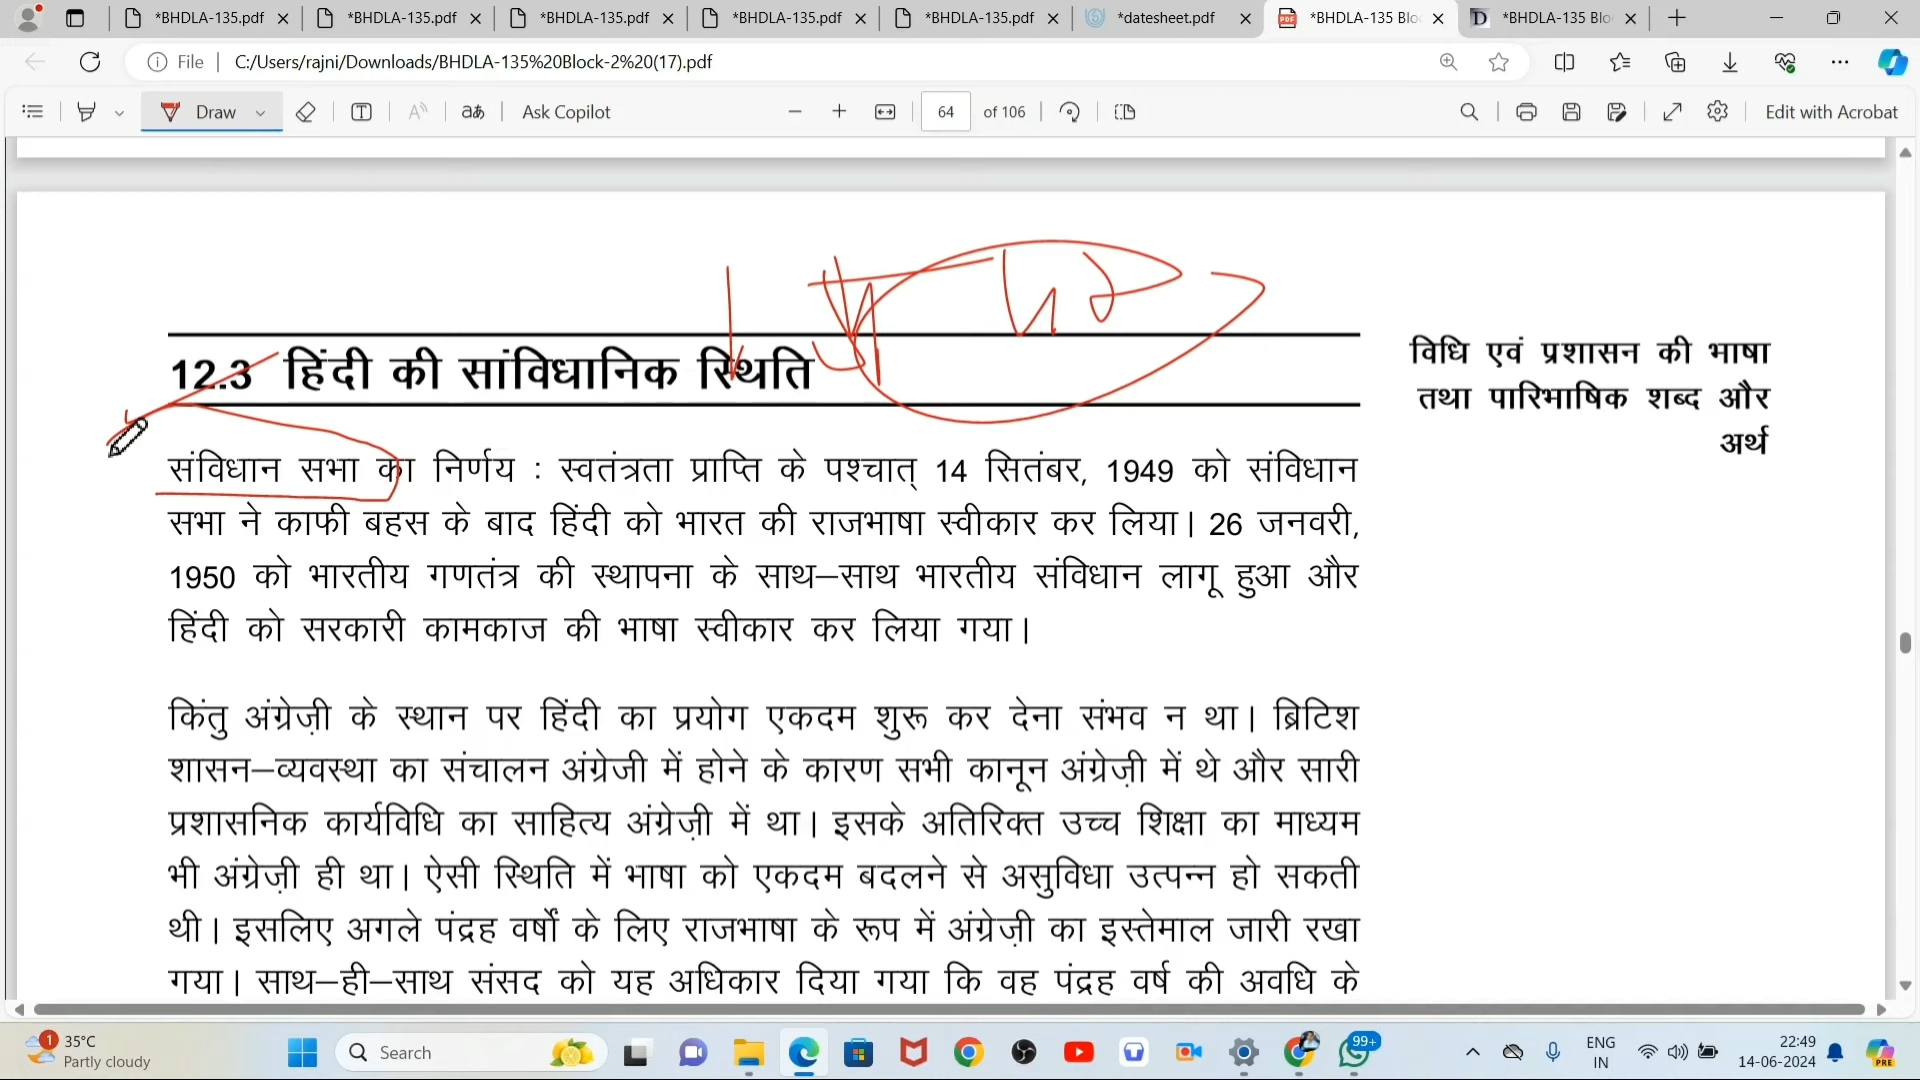 *BHDLA-135.pdf
*BHDLA-135.pdf
*BHDLA-135.pdf
*BHDLA-135.pdf
*BHDLA-135.pdf
*datesheet.pdf
*BHDLA-135 Blo
*BHDLA-135 Blo
File
C:/Users/rajni/Downloads/BHDLA-135%20Block-2%20(17).pdf
Draw
Ask Copilot
64
of 106
Edit with Acrobat
12.3 हिंदी की सांविधानिक स्थिति
विधि एवं प्रशासन की भाषा
तथा पारिभाषिक शब्द और
अर्थ
संविधान सभा का निर्णय : स्वतंत्रता प्राप्ति के पश्चात् 14 सितंबर, 1949 को संविधान
सभा ने काफी बहस के बाद हिंदी को भारत की राजभाषा स्वीकार कर लिया। 26 जनवरी,
1950 को भारतीय गणतंत्र की स्थापना के साथ–साथ भारतीय संविधान लागू हुआ और
हिंदी को सरकारी कामकाज की भाषा स्वीकार कर लिया गया।
किंतु अंग्रेज़ी के स्थान पर हिंदी का प्रयोग एकदम शुरू कर देना संभव न था। ब्रिटिश
शासन–व्यवस्था का संचालन अंग्रेजी में होने के कारण सभी कानून अंग्रेज़ी में थे और सारी
प्रशासनिक कार्यविधि का साहित्य अंग्रेज़ी में था। इसके अतिरिक्त उच्च शिक्षा का माध्यम
भी अंग्रेज़ी ही था। ऐसी स्थिति में भाषा को एकदम बदलने से असुविधा उत्पन्न हो सकती
थी। इसलिए अगले पंद्रह वर्षों के लिए राजभाषा के रूप में अंग्रेज़ी का इस्तेमाल जारी रखा
गया। साथ–ही–साथ संसद को यह अधिकार दिया गया कि वह पंद्रह वर्ष की अवधि के
1
35°C
Partly cloudy
Search
99+
ENG
IN
22:49
14-06-2024
PRE